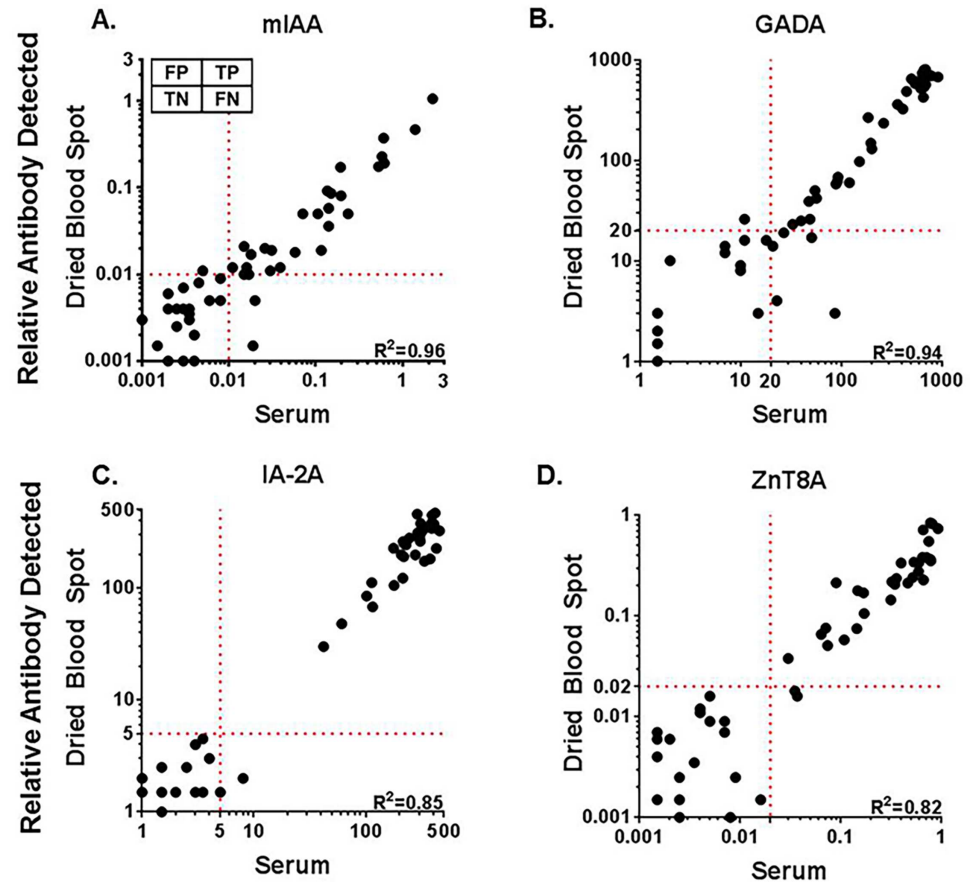 A.
mIAA
FP TP
TN FN
3
1
0.1
0.01
0.001
0.001 0.01 0.1 1 3
R²=0.96
Serum
Relative Antibody Detected
Dried Blood Spot
B.
GADA
1000
100
20
10
1
1 10 20 100 1000
R²=0.94
Serum
Dried Blood Spot
C.
IA-2A
500
100
10
5
1
1 5 10 100 500
R²=0.85
Serum
Relative Antibody Detected
Dried Blood Spot
D.
ZnT8A
1
0.1
0.02
0.01
0.001
0.001 0.01 0.1 1
R²=0.82
Serum
Dried Blood Spot